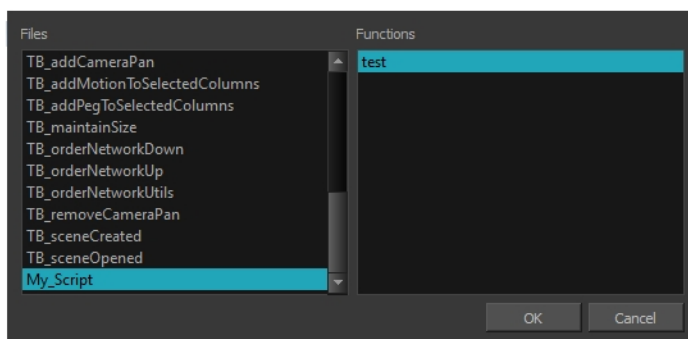 Files
TB_addCameraPan
TB_addMotionToSelectedColumns
TB_addPegToSelectedColumns
TB_maintainSize
TB_orderNetworkDown
TB_orderNetworkUp
TB_orderNetworkUtils
TB_removeCameraPan
TB_sceneCreated
TB_sceneOpened
My_Script
Functions
test
OK
Cancel